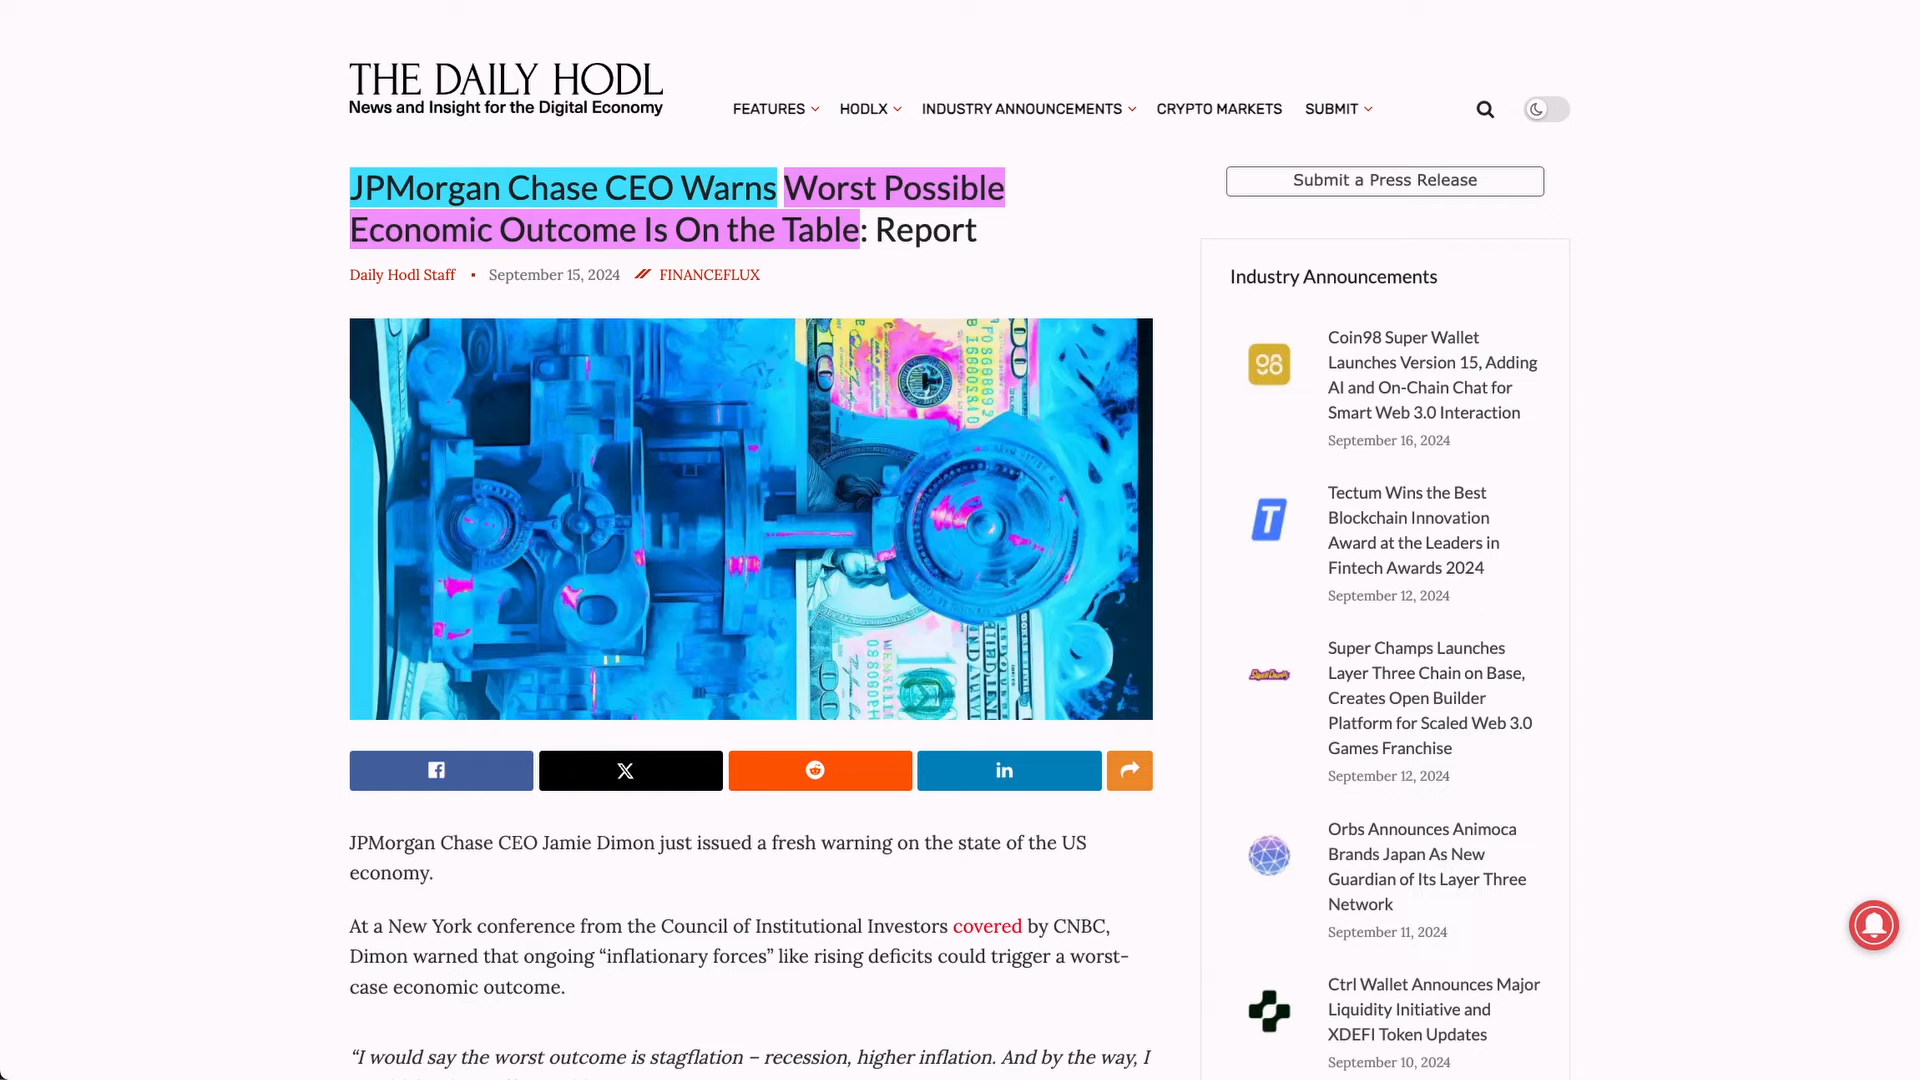 THE DAILY HODL
News and Insight for the Digital Economy
FEATURES
HODLX
INDUSTRY ANNOUNCEMENTS
CRYPTO MARKETS
SUBMIT
JPMorgan Chase CEO Warns Worst Possible
Economic Outcome Is On the Table: Report
Daily Hodl Staff • September 15, 2024 FINANCEFLUX
JPMorgan Chase CEO Jamie Dimon just issued a fresh warning on the state of the US
economy.
At a New York conference from the Council of Institutional Investors covered by CNBC,
Dimon warned that ongoing “inflationary forces” like rising deficits could trigger a worst-
case economic outcome.
“I would say the worst outcome is stagflation – recession, higher inflation. And by the way, I
Submit a Press Release
Industry Announcements
98
Coin98 Super Wallet
Launches Version 15, Adding
AI and On-Chain Chat for
Smart Web 3.0 Interaction
September 16, 2024
T
Tectum Wins the Best
Blockchain Innovation
Award at the Leaders in
Fintech Awards 2024
September 12, 2024
Super Champs Launches
Layer Three Chain on Base,
Creates Open Builder
Platform for Scaled Web 3.0
Games Franchise
September 12, 2024
Orbs Announces Animoca
Brands Japan As New
Guardian of Its Layer Three
Network
September 11, 2024
Ctrl Wallet Announces Major
Liquidity Initiative and
XDEFI Token Updates
September 10, 2024